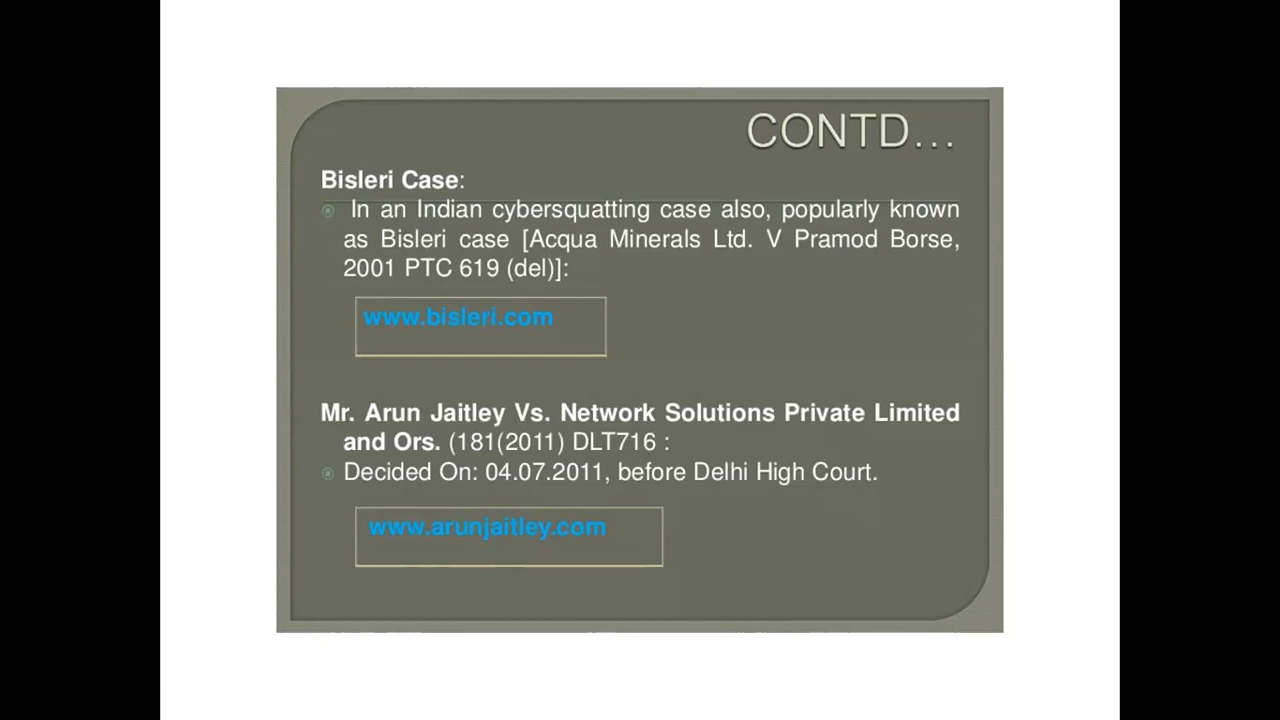 CONTD...
Bisleri Case:
In an Indian cybersquatting case also, popularly known
as Bisleri case [Acqua Minerals Ltd. V Pramod Borse,
2001 PTC 619 (del)]:
www.bisleri.com
Mr. Arun Jaitley Vs. Network Solutions Private Limited
and Ors. (181(2011) DLT716 :
Decided On: 04.07.2011, before Delhi High Court.
www.arunjaitley.com